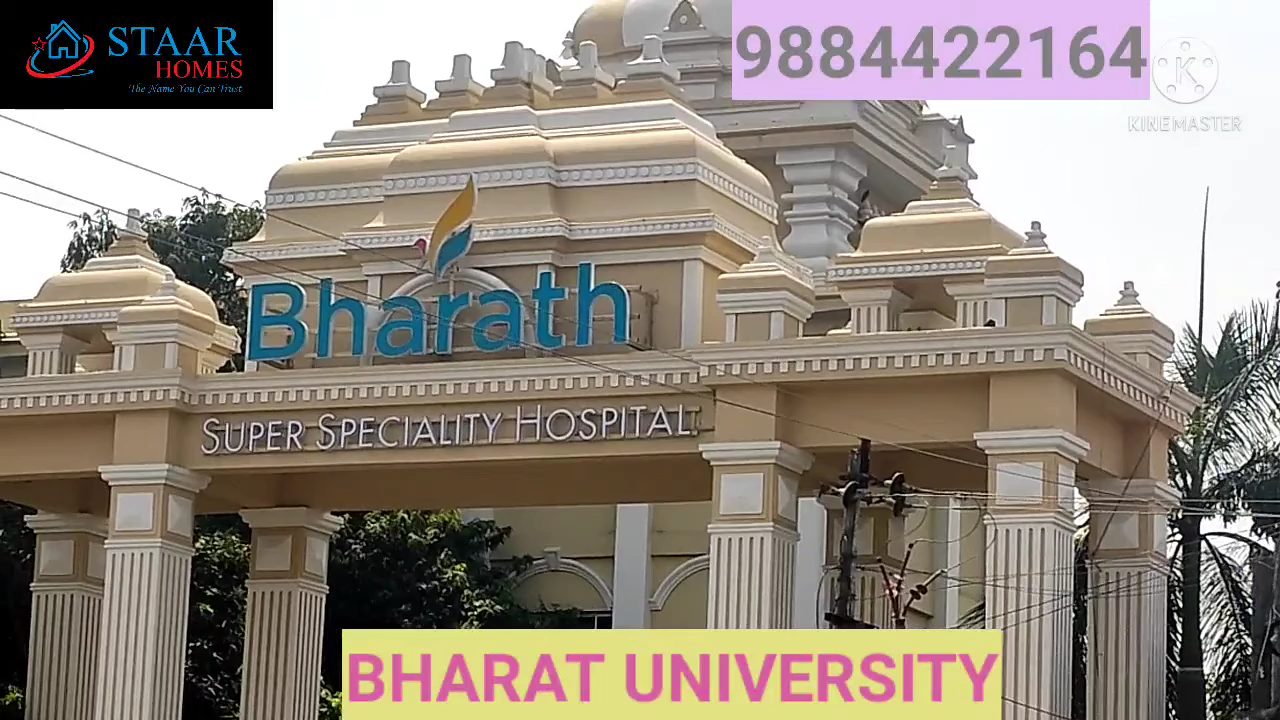 STAAR
HOMES
The Name You Can Trust
9884422164
K
KINEMASTER
Bharath
SUPER SPECIALITY HOSPITAL
BHARAT UNIVERSITY